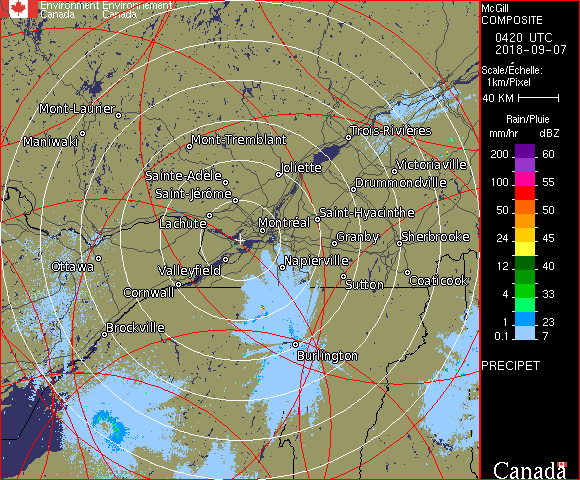 Environment Environnement
Canada Canada
McGill
COMPOSITE
0420 UTC
2018-09-07
Scale/Échelle:
1km/Pixel
40 KM
Rain/Pluie
mm/hr dBZ
200 60
100 55
50 50
24 45
12 40
4 33
1 23
0.1 7
PRECIPET
Canada
Mont-Laurier
Maniwaki
Mont-Tremblant
Trois-Rivières
Sainte-Adèle
Joliette
Victoriaville
Saint-Jérôme
Drummondville
Lachute
Montréal
Saint-Hyacinthe
Granby
Sherbrooke
Ottawa
Valleyfield
Napierville
Cornwall
Sutton
Coaticook
Brockville
Burlington